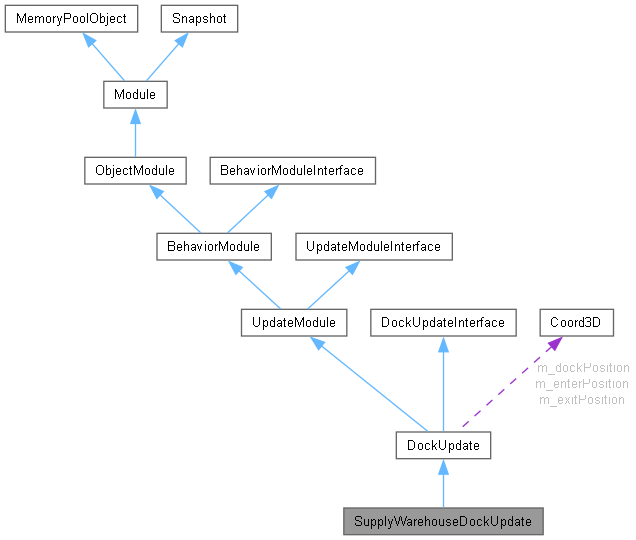 MemoryPoolObject
Snapshot
Module
ObjectModule
BehaviorModuleInterface
BehaviorModule
UpdateModuleInterface
UpdateModule
DockUpdateInterface
Coord3D
m_dockPosition
m_enterPosition
m_exitPosition
DockUpdate
SupplyWarehouseDockUpdate